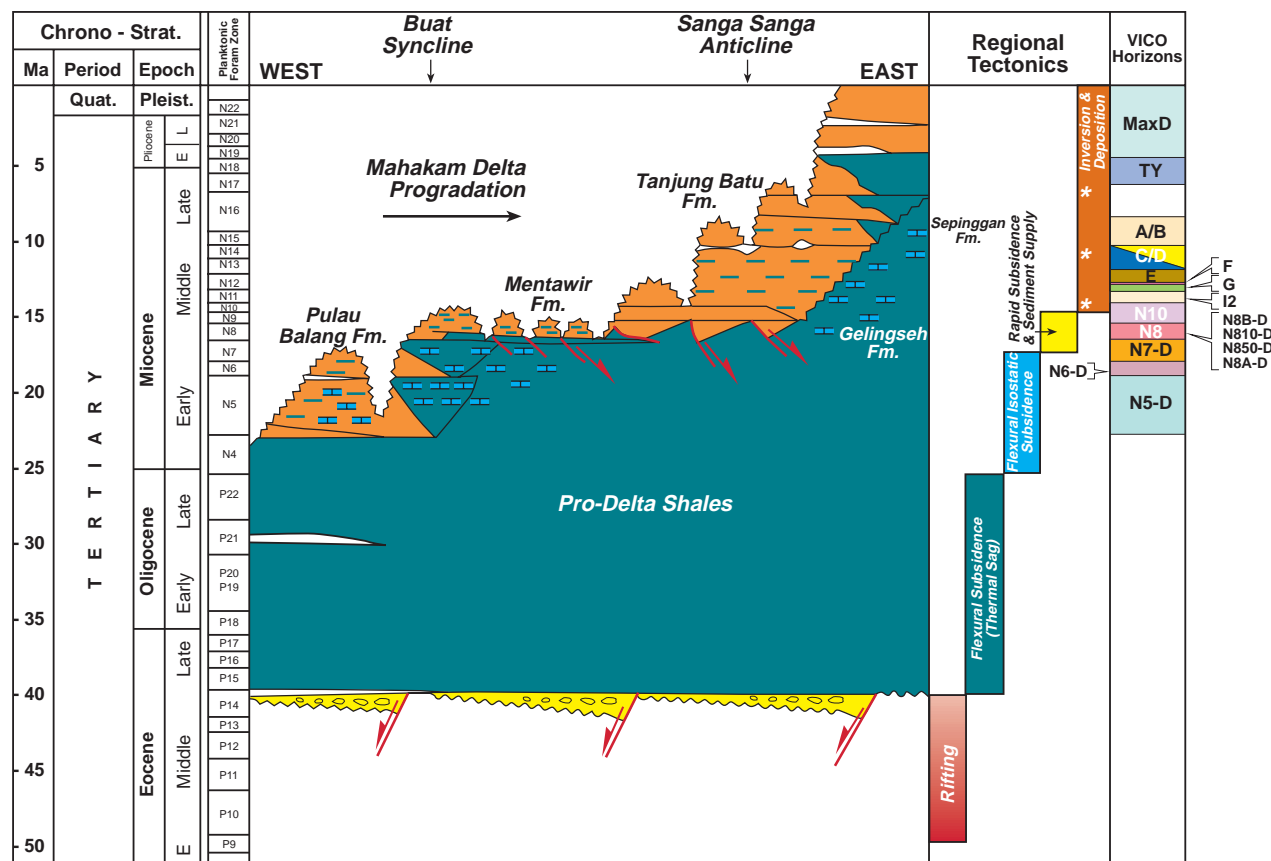 Chrono - Strat.
Ma
Period
Epoch
Planktonic
Foram Zone
Buat
Syncline
Sanga Sanga
Anticline
WEST
EAST
Regional
Tectonics
VICO
Horizons
Quat.
Pleist.
TERTIARY
Pliocene
L
E
Miocene
Late
Middle
Early
Oligocene
Late
Early
Eocene
Late
Middle
E
- 5
- 10
- 15
- 20
- 25
- 30
- 35
- 40
- 45
- 50
N22
N21
N20
N19
N18
N17
N16
N15
N14
N13
N12
N11
N10
N9
N8
N7
N6
N5
N4
P22
P21
P20
P19
P18
P17
P16
P15
P14
P13
P12
P11
P10
P9
Mahakam Delta
Progradation
Tanjung Batu
Fm.
Mentawir
Fm.
Pulau
Balang Fm.
Sepinggan
Fm.
Gelingseh
Fm.
Pro-Delta Shales
Inversion &
Deposition
*
*
*
Rapid Subsidence
& Sediment Supply
Flexural Isostatic
Subsidence
Flexural Subsidence
(Thermal Sag)
Rifting
MaxD
TY
A/B
C/D
E
F
G
I2
N10
N8
N7-D
N6-D
N5-D
N8B-D
N810-D
N850-D
N8A-D